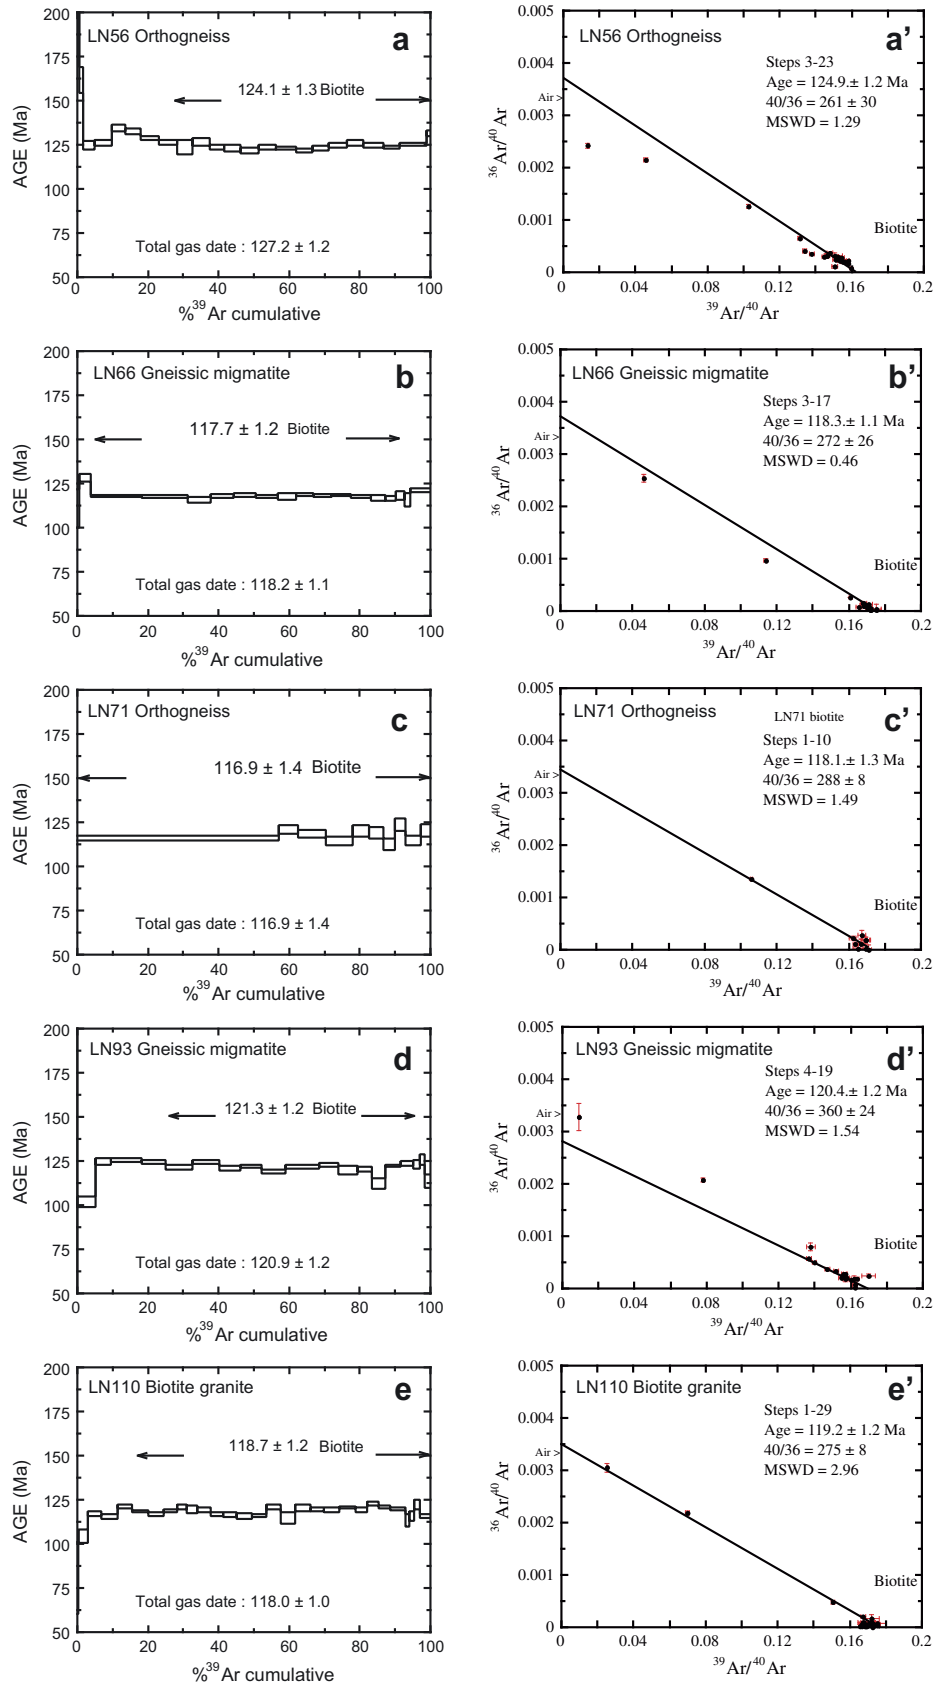 LN56 Orthogneiss
a
124.1 ± 1.3 Biotite
Total gas date : 127.2 ± 1.2
AGE (Ma)
200
175
150
125
100
75
50
0 20 40 60 80 100
%³⁹Ar cumulative
LN56 Orthogneiss
a’
Steps 3-23
Age = 124.9.± 1.2 Ma
40/36 = 261 ± 30
MSWD = 1.29
Biotite
Air >
³⁶Ar/⁴⁰Ar
0.005
0.004
0.003
0.002
0.001
0
0 0.04 0.08 0.12 0.16 0.2
³⁹Ar/⁴⁰Ar
LN66 Gneissic migmatite
b
117.7 ± 1.2 Biotite
Total gas date : 118.2 ± 1.1
AGE (Ma)
200
175
150
125
100
75
50
0 20 40 60 80 100
%³⁹Ar cumulative
LN66 Gneissic migmatite
b’
Steps 3-17
Age = 118.3.± 1.1 Ma
40/36 = 272 ± 26
MSWD = 0.46
Biotite
Air >
³⁶Ar/⁴⁰Ar
0.005
0.004
0.003
0.002
0.001
0
0 0.04 0.08 0.12 0.16 0.2
³⁹Ar/⁴⁰Ar
LN71 Orthogneiss
c
116.9 ± 1.4 Biotite
Total gas date : 116.9 ± 1.4
AGE (Ma)
200
175
150
125
100
75
50
0 20 40 60 80 100
%³⁹Ar cumulative
LN71 Orthogneiss
c’
LN71 biotite
Steps 1-10
Age = 118.1.± 1.3 Ma
40/36 = 288 ± 8
MSWD = 1.49
Biotite
Air >
³⁶Ar/⁴⁰Ar
0.005
0.004
0.003
0.002
0.001
0
0 0.04 0.08 0.12 0.16 0.2
³⁹Ar/⁴⁰Ar
LN93 Gneissic migmatite
d
121.3 ± 1.2 Biotite
Total gas date : 120.9 ± 1.2
AGE (Ma)
200
175
150
125
100
75
50
0 20 40 60 80 100
%³⁹Ar cumulative
LN93 Gneissic migmatite
d’
Steps 4-19
Age = 120.4.± 1.2 Ma
40/36 = 360 ± 24
MSWD = 1.54
Biotite
Air >
³⁶Ar/⁴⁰Ar
0.005
0.004
0.003
0.002
0.001
0
0 0.04 0.08 0.12 0.16 0.2
³⁹Ar/⁴⁰Ar
LN110 Biotite granite
e
118.7 ± 1.2 Biotite
Total gas date : 118.0 ± 1.0
AGE (Ma)
200
175
150
125
100
75
50
0 20 40 60 80 100
%³⁹Ar cumulative
LN110 Biotite granite
e’
Steps 1-29
Age = 119.2 ± 1.2 Ma
40/36 = 275 ± 8
MSWD = 2.96
Biotite
Air >
³⁶Ar/⁴⁰Ar
0.005
0.004
0.003
0.002
0.001
0
0 0.04 0.08 0.12 0.16 0.2
³⁹Ar/⁴⁰Ar